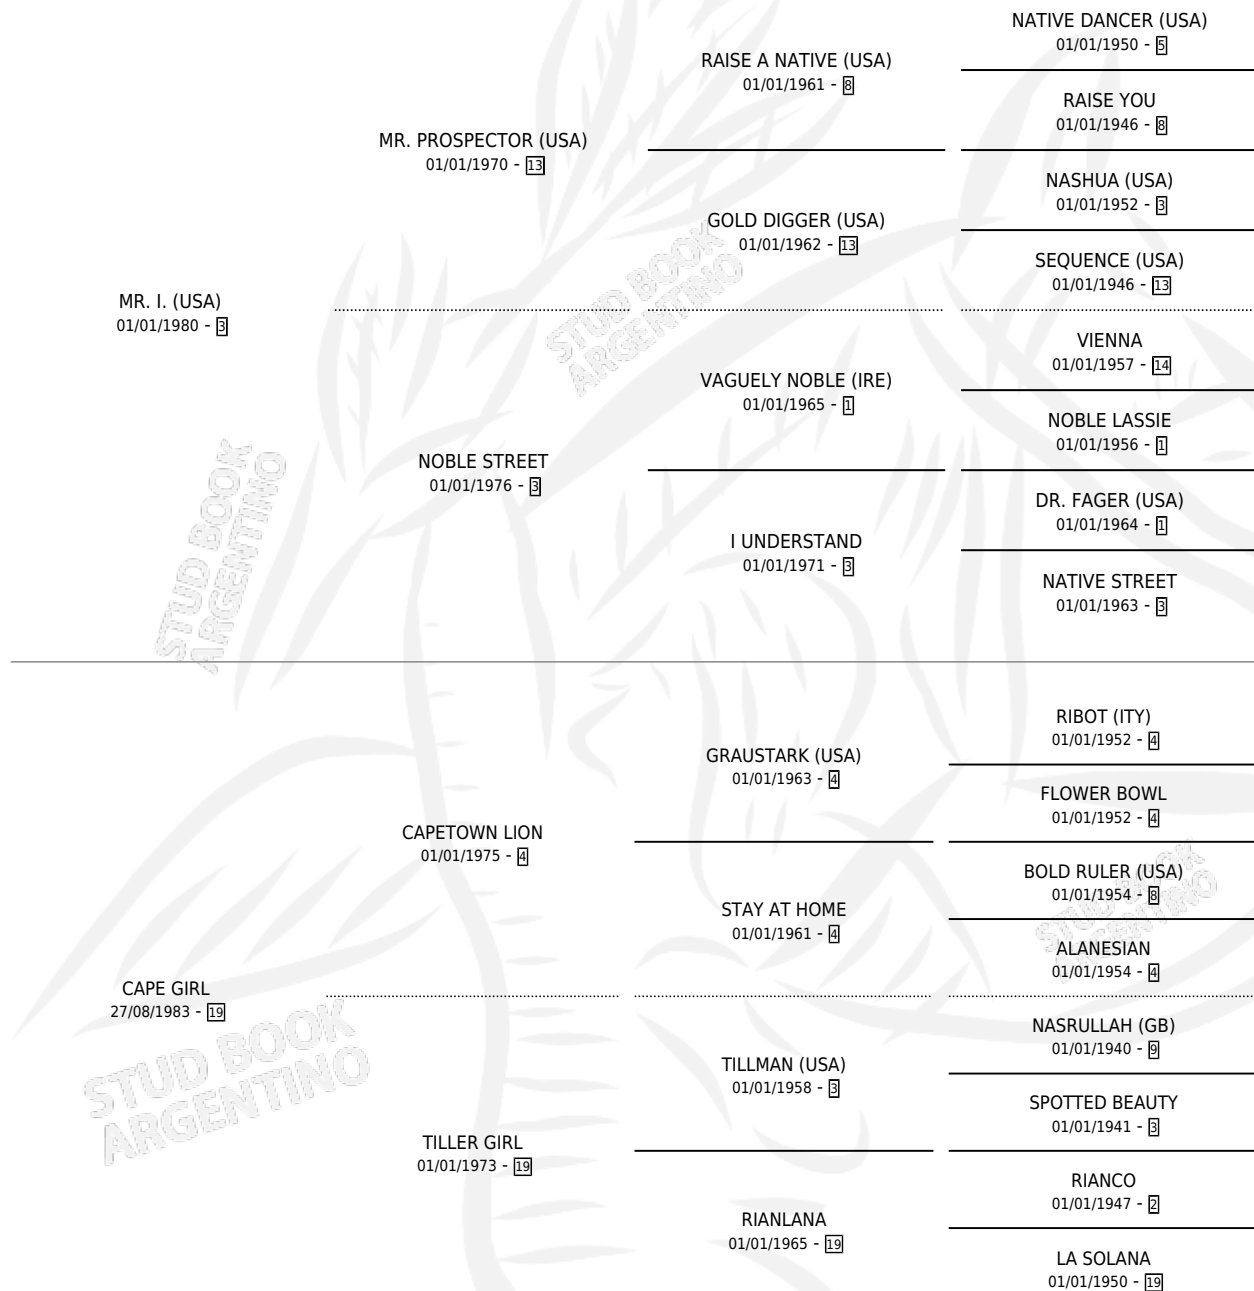 NATIVE DANCER (USA)
01/01/1950 - 5
RAISE A NATIVE (USA)
01/01/1961 - 8
RAISE YOU
01/01/1946 - 8
MR. PROSPECTOR (USA)
01/01/1970 - 13
NASHUA (USA)
01/01/1952 - 3
GOLD DIGGER (USA)
01/01/1962 - 13
SEQUENCE (USA)
01/01/1946 - 13
MR. I. (USA)
01/01/1980 - 3
STUD BOOK
ARGENTINO
VIENNA
01/01/1957 - 14
VAGUELY NOBLE (IRE)
01/01/1965 - 1
NOBLE LASSIE
01/01/1956 - 1
NOBLE STREET
01/01/1976 - 3
DR. FAGER (USA)
01/01/1964 - 1
I UNDERSTAND
01/01/1971 - 3
NATIVE STREET
01/01/1963 - 3
STUD BOOK
ARGENTINO
RIBOT (ITY)
01/01/1952 - 4
GRAUSTARK (USA)
01/01/1963 - 4
FLOWER BOWL
01/01/1952 - 4
CAPETOWN LION
01/01/1975 - 4
BOLD RULER (USA)
01/01/1954 - 8
STAY AT HOME
01/01/1961 - 4
ALANESIAN
01/01/1954 - 4
STUD BOOK
ARGENTINO
CAPE GIRL
27/08/1983 - 19
STUD BOOK
ARGENTINO
NASRULLAH (GB)
01/01/1940 - 9
TILLMAN (USA)
01/01/1958 - 3
SPOTTED BEAUTY
01/01/1941 - 3
TILLER GIRL
01/01/1973 - 19
RIANCO
01/01/1947 - 2
RIANLANA
01/01/1965 - 19
LA SOLANA
01/01/1950 - 19